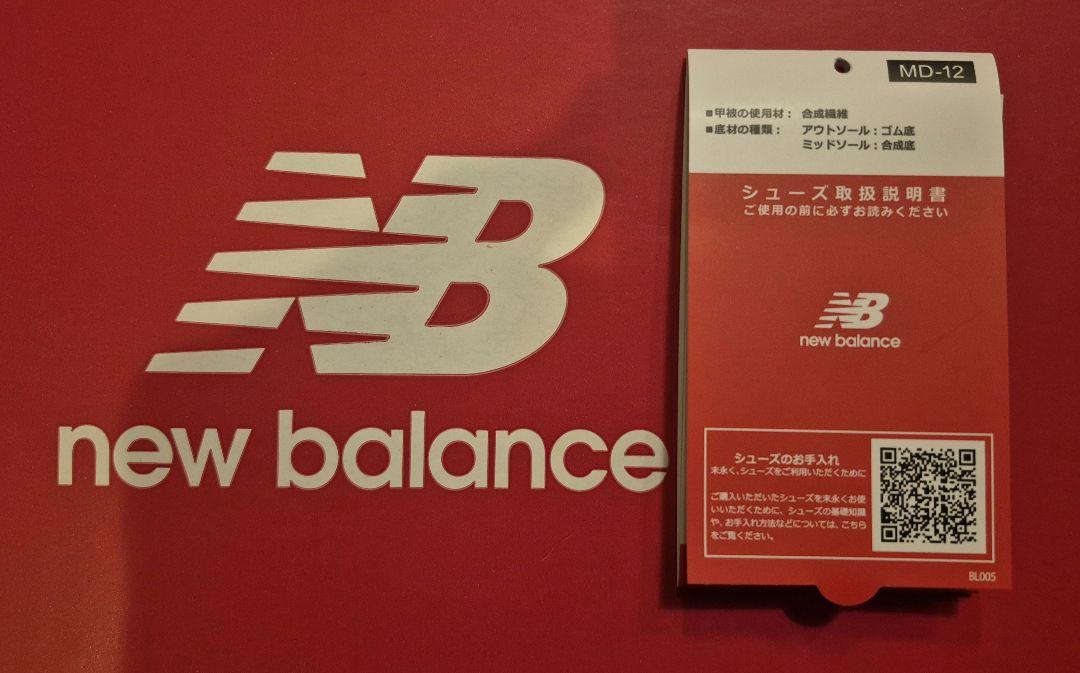 NB
new balance
MD-12
■甲被の使用材： 合成繊維
■底材の種類： アウトソール：ゴム底
ミッドソール：合成底
シューズ取扱説明書
ご使用の前に必ずお読みください
NB
new balance
シューズのお手入れ
末永く、シューズをご利用いただくために
ご購入いただいたシューズを末永くお使
いいただくために、シューズの基礎知識
や、お手入れ方法などについては、こちら
をご覧ください。
BL005